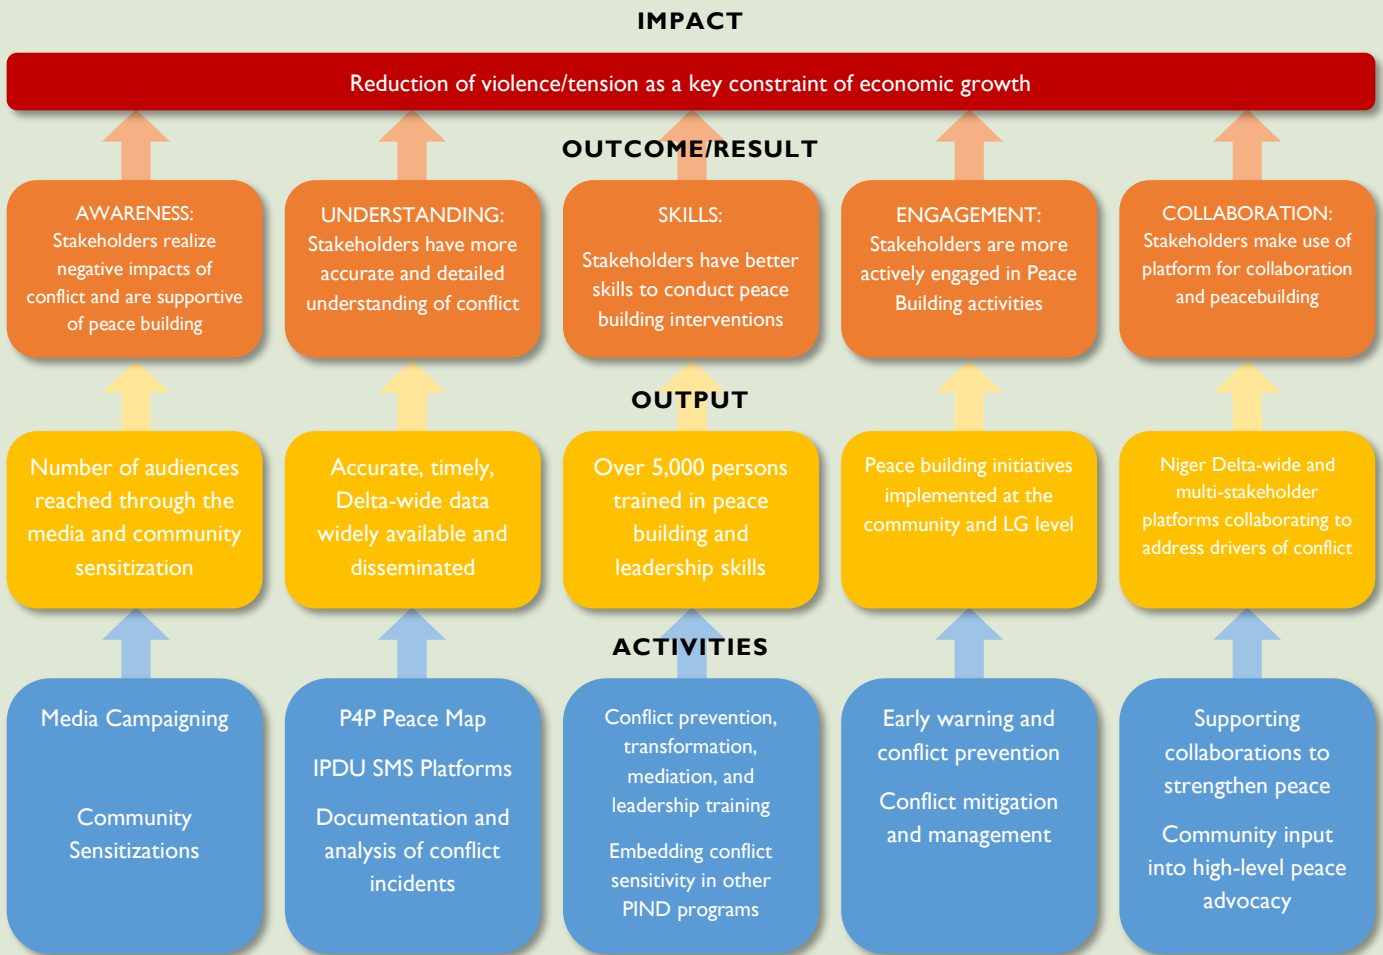 IMPACT
Reduction of violence/tension as a key constraint of economic growth
OUTCOME/RESULT
AWARENESS:
Stakeholders realize
negative impacts of
conflict and are supportive
of peace building
UNDERSTANDING:
Stakeholders have more
accurate and detailed
understanding of conflict
SKILLS:
Stakeholders have better
skills to conduct peace
building interventions
ENGAGEMENT:
Stakeholders are more
actively engaged in Peace
Building activities
COLLABORATION:
Stakeholders make use of
platform for collaboration
and peacebuilding
OUTPUT
Number of audiences
reached through the
media and community
sensitization
Accurate, timely,
Delta-wide data
widely available and
disseminated
Over 5,000 persons
trained in peace
building and
leadership skills
Peace building initiatives
implemented at the
community and LG level
Niger Delta-wide and
multi-stakeholder
platforms collaborating to
address drivers of conflict
ACTIVITIES
Media Campaigning
Community
Sensitizations
P4P Peace Map
IPDU SMS Platforms
Documentation and
analysis of conflict
incidents
Conflict prevention,
transformation,
mediation, and
leadership training
Embedding conflict
sensitivity in other
PIND programs
Early warning and
conflict prevention
Conflict mitigation
and management
Supporting
collaborations to
strengthen peace
Community input
into high-level peace
advocacy